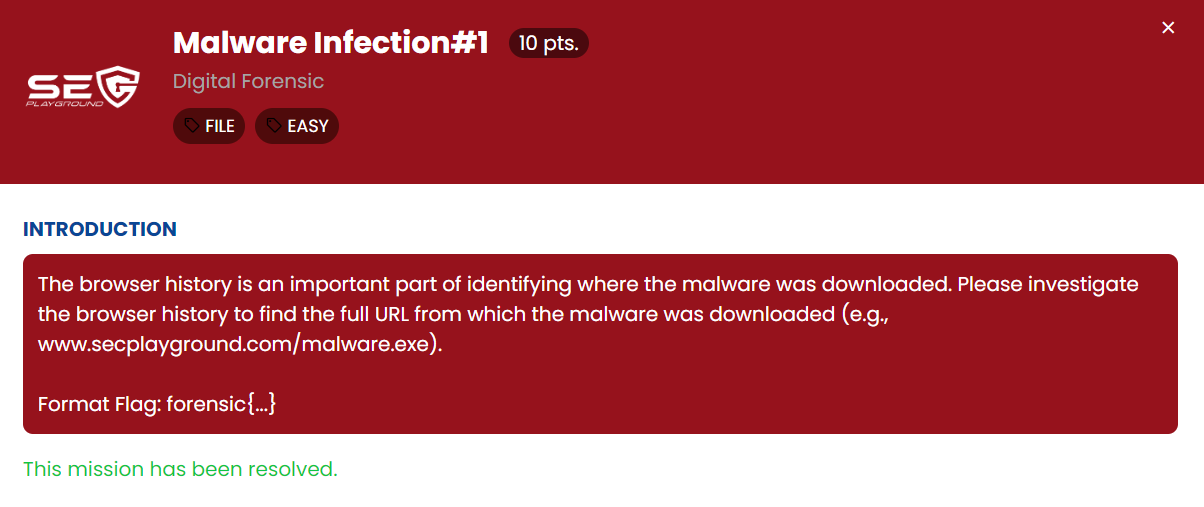 Malware Infection#1 10 pts.
×
SEC
PLAYGROUND
Digital Forensic
FILE EASY
INTRODUCTION
The browser history is an important part of identifying where the malware was downloaded. Please investigate
the browser history to find the full URL from which the malware was downloaded (e.g.,
www.secplayground.com/malware.exe).
Format Flag: forensic{...}
This mission has been resolved.